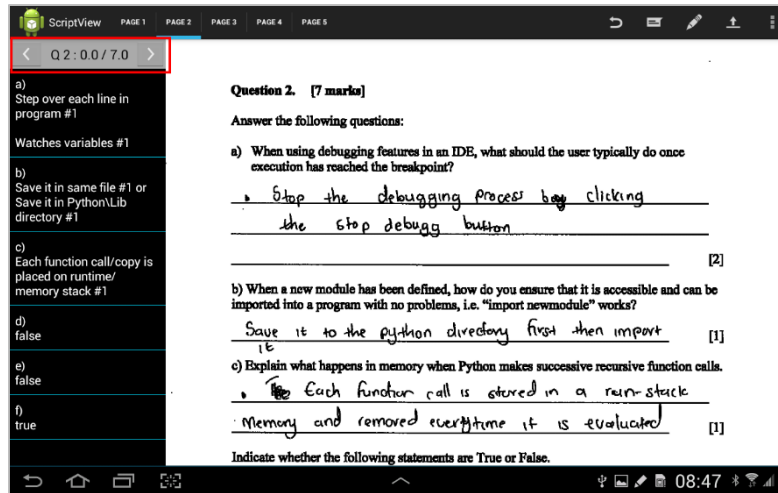 ScriptView PAGE 1 PAGE 2 PAGE 3 PAGE 4 PAGE 5
Q 2 : 0.0 / 7.0
a)
Step over each line in
program #1
Watches variables #1
b)
Save it in same file #1 or
Save it in Python\Lib
directory #1
c)
Each function call/copy is
placed on runtime/
memory stack #1
d)
false
e)
false
f)
true
Question 2. [7 marks]
Answer the following questions:
a) When using debugging features in an IDE, what should the user typically do once
execution has reached the breakpoint?
Stop the debugging process by clicking
the stop debugg button
[2]
b) When a new module has been defined, how do you ensure that it is accessible and can be
imported into a program with no problems, i.e. "import newmodule" works?
Save it to the python directory first then import
it
[1]
c) Explain what happens in memory when Python makes successive recursive function calls.
Each function call is stored in a run-stack
Memory and removed everytime it is evaluated
[1]
Indicate whether the following statements are True or False.
08:47